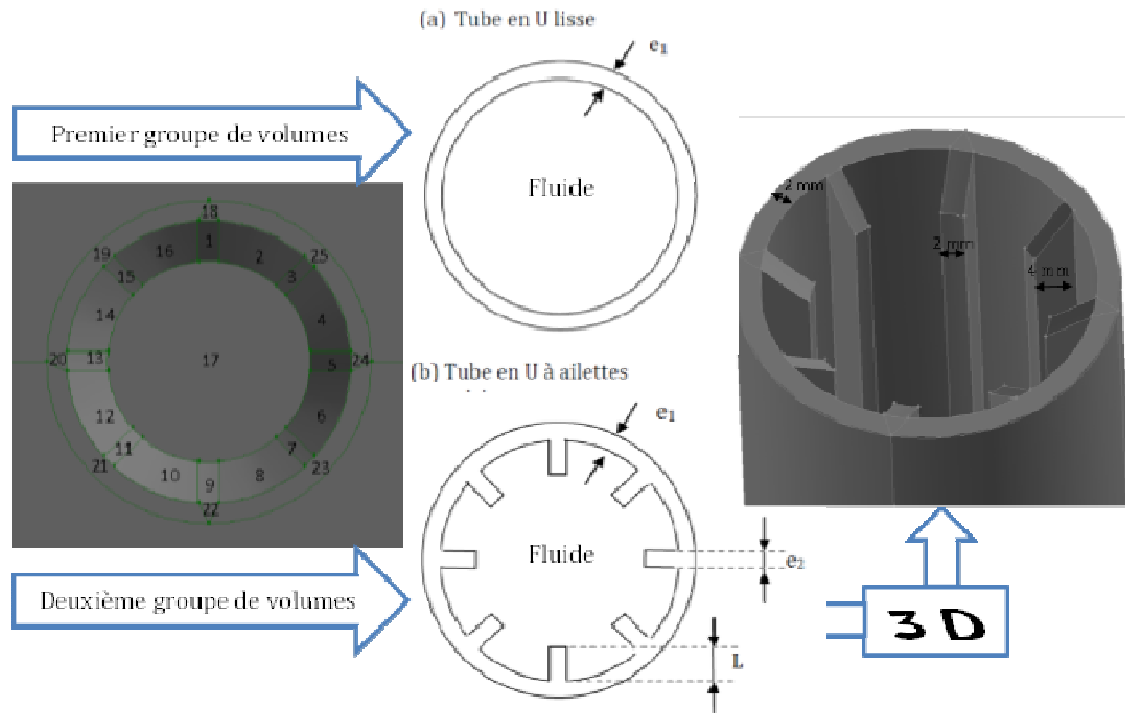 (a) Tube en U lisse
e₁
Premier groupe de volumes
Fluide
18
1
16
2
25
19
15
3
14
4
20
13
17
5
24
12
6
11
7
21
10
9
8
23
22
2 mm
2 mm
4 mm
(b) Tube en U à ailettes
e₁
Fluide
e₂
Deuxième groupe de volumes
L
3 D